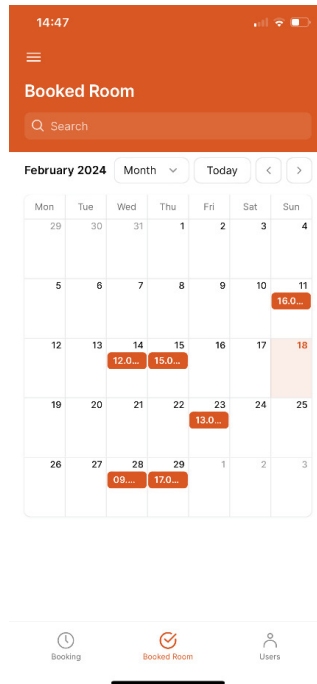 14:47
Booked Room
Search
February 2024 Month Today
Mon Tue Wed Thu Fri Sat Sun
29 30 31 1 2 3 4
5 6 7 8 9 10 11
16.0...
12 13 14 15 16 17 18
12.0... 15.0...
19 20 21 22 23 24 25
13.0...
26 27 28 29 1 2 3
09.... 17.0...
Booking Booked Room Users